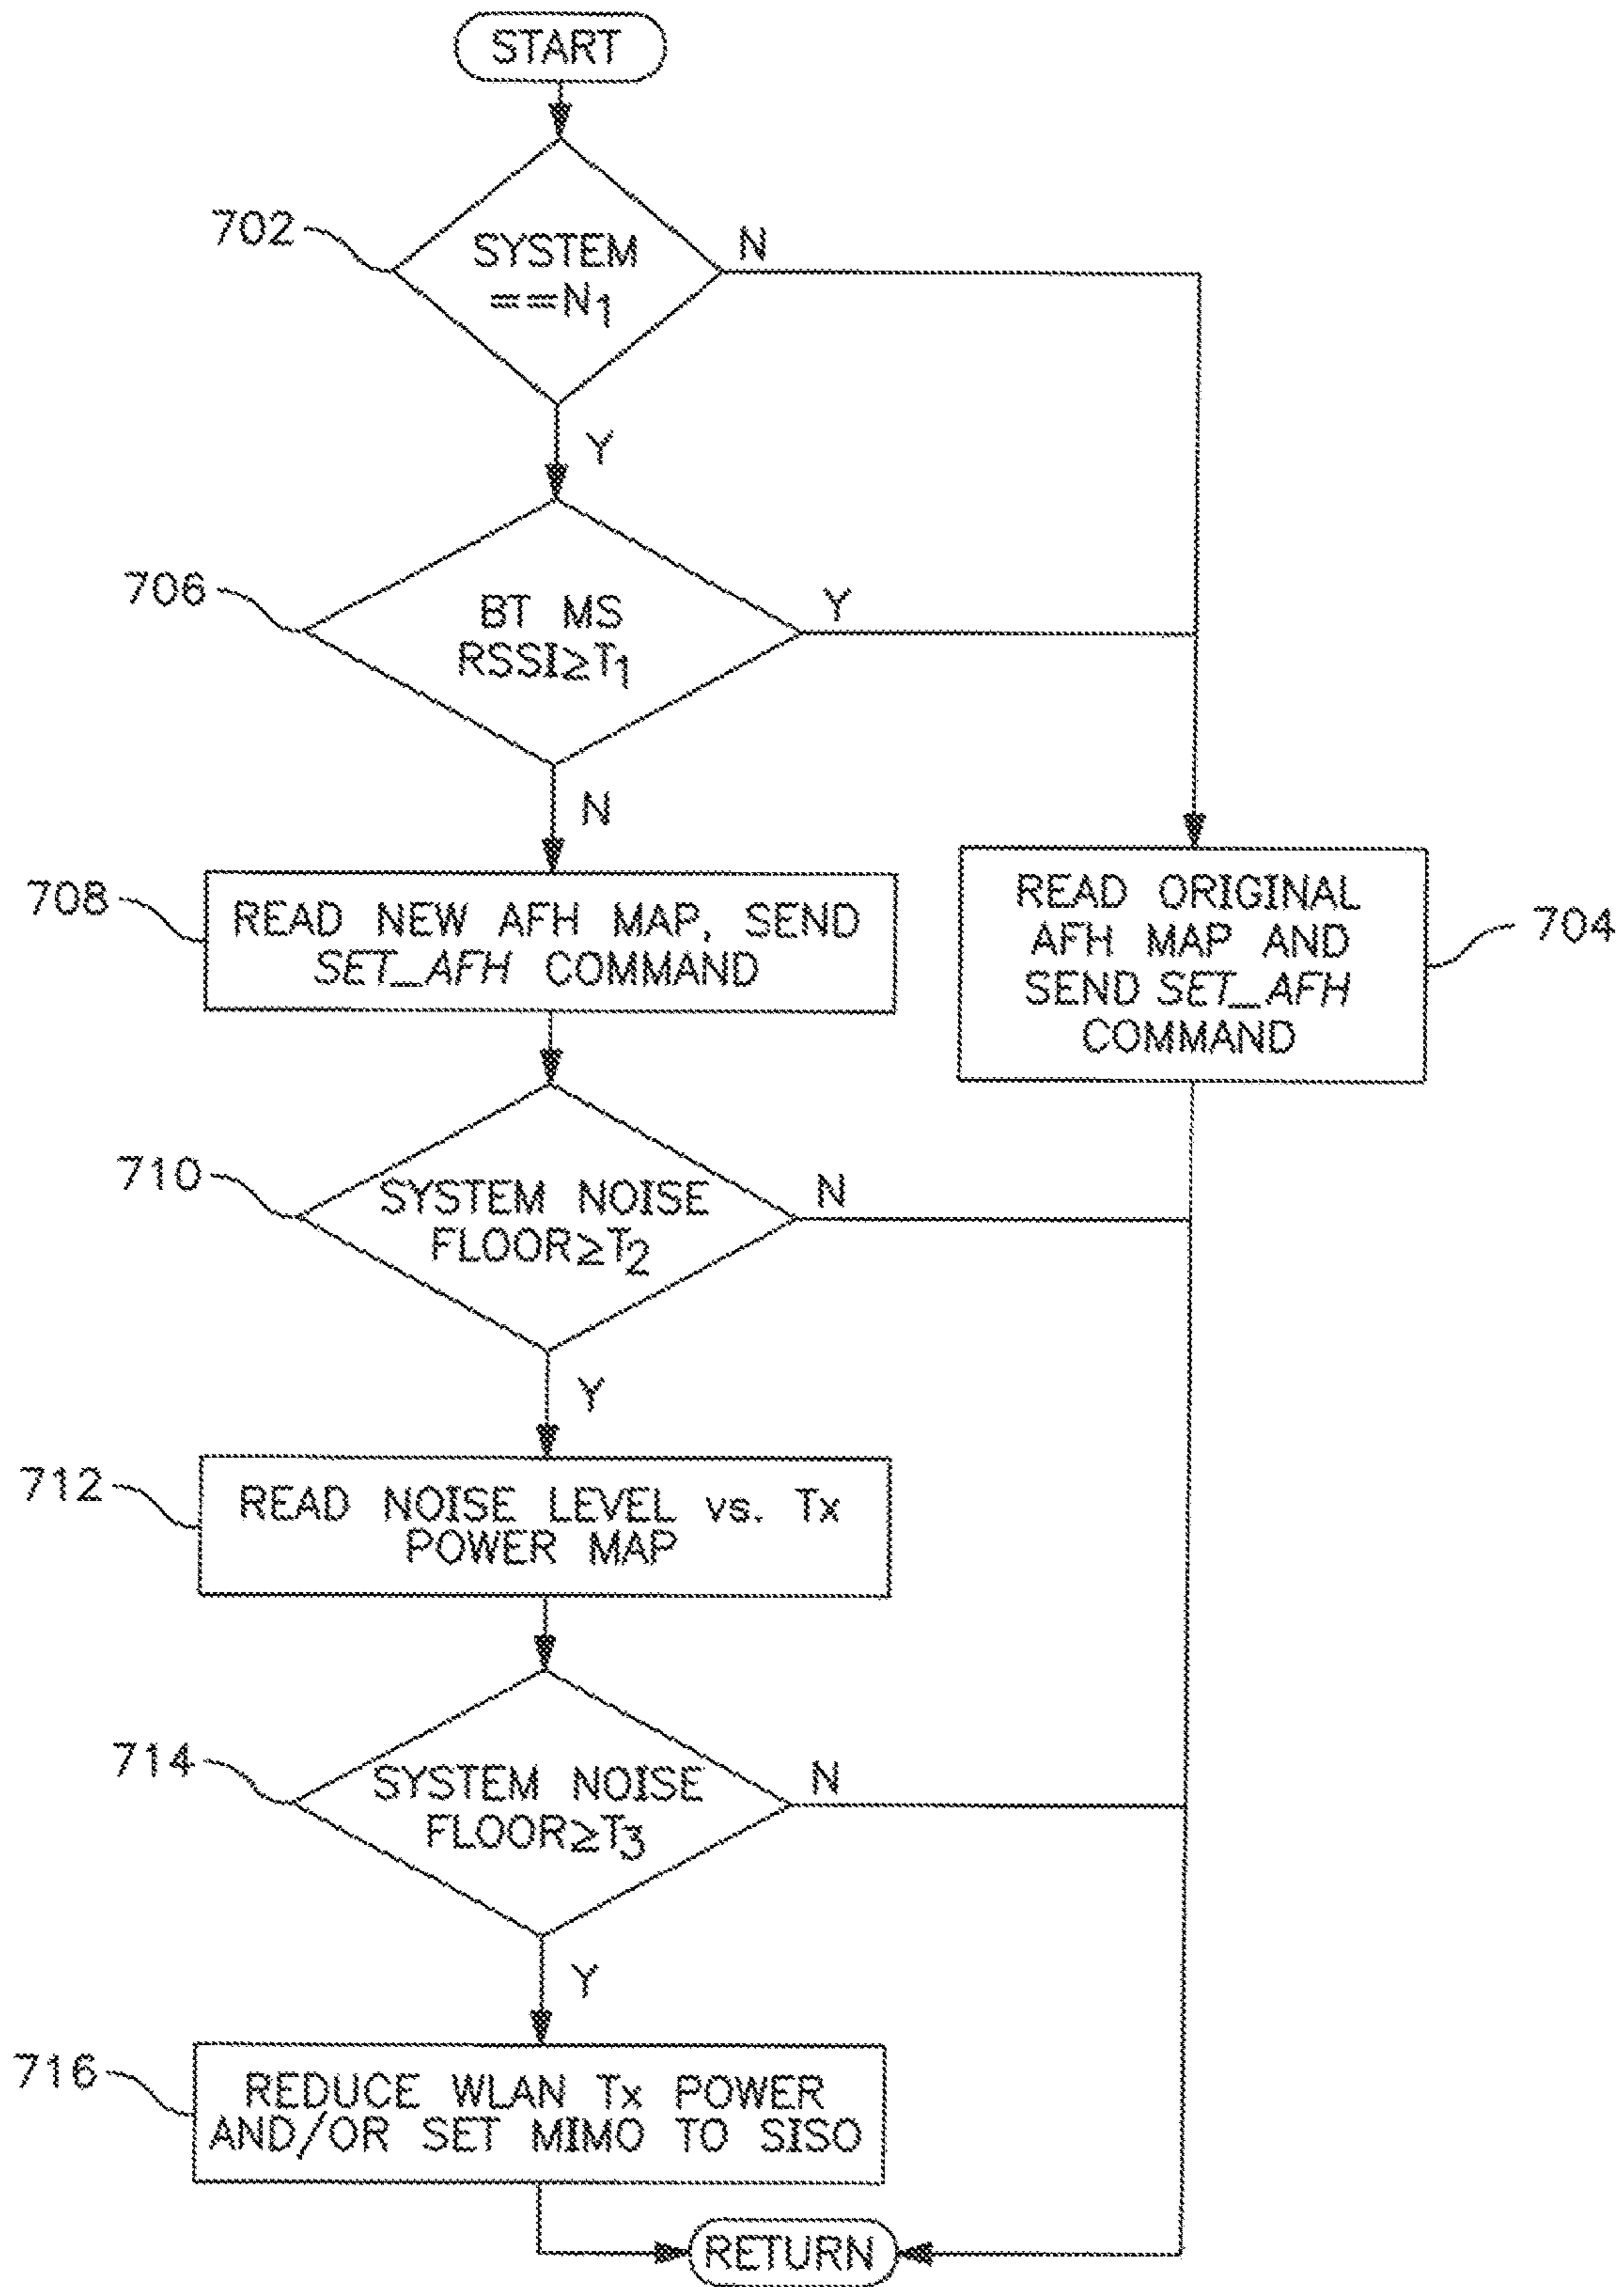 START
702
SYSTEM
==N1
N
Y
706
BT MS
RSSI≥T1
Y
N
708
READ NEW AFH MAP, SEND
SET_AFH COMMAND
READ ORIGINAL
AFH MAP AND
SEND SET_AFH
COMMAND
704
710
SYSTEM NOISE
FLOOR≥T2
N
Y
712
READ NOISE LEVEL vs. Tx
POWER MAP
714
SYSTEM NOISE
FLOOR≥T3
N
Y
716
REDUCE WLAN Tx POWER
AND/OR SET MIMO TO SISO
RETURN